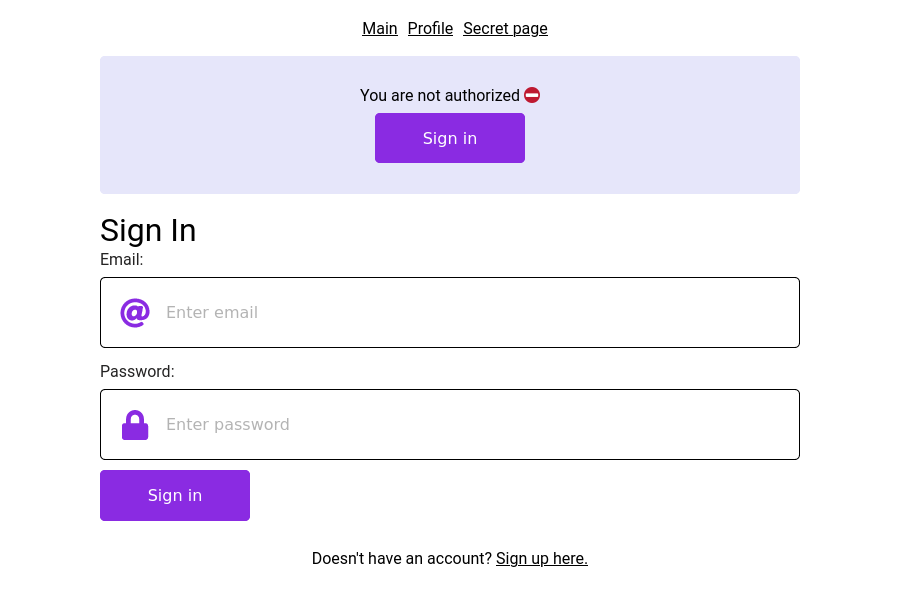 Main Profile Secret page
You are not authorized ⛔
Sign in
Sign In
Email:
Enter email
Password:
Enter password
Sign in
Doesn't have an account? Sign up here.